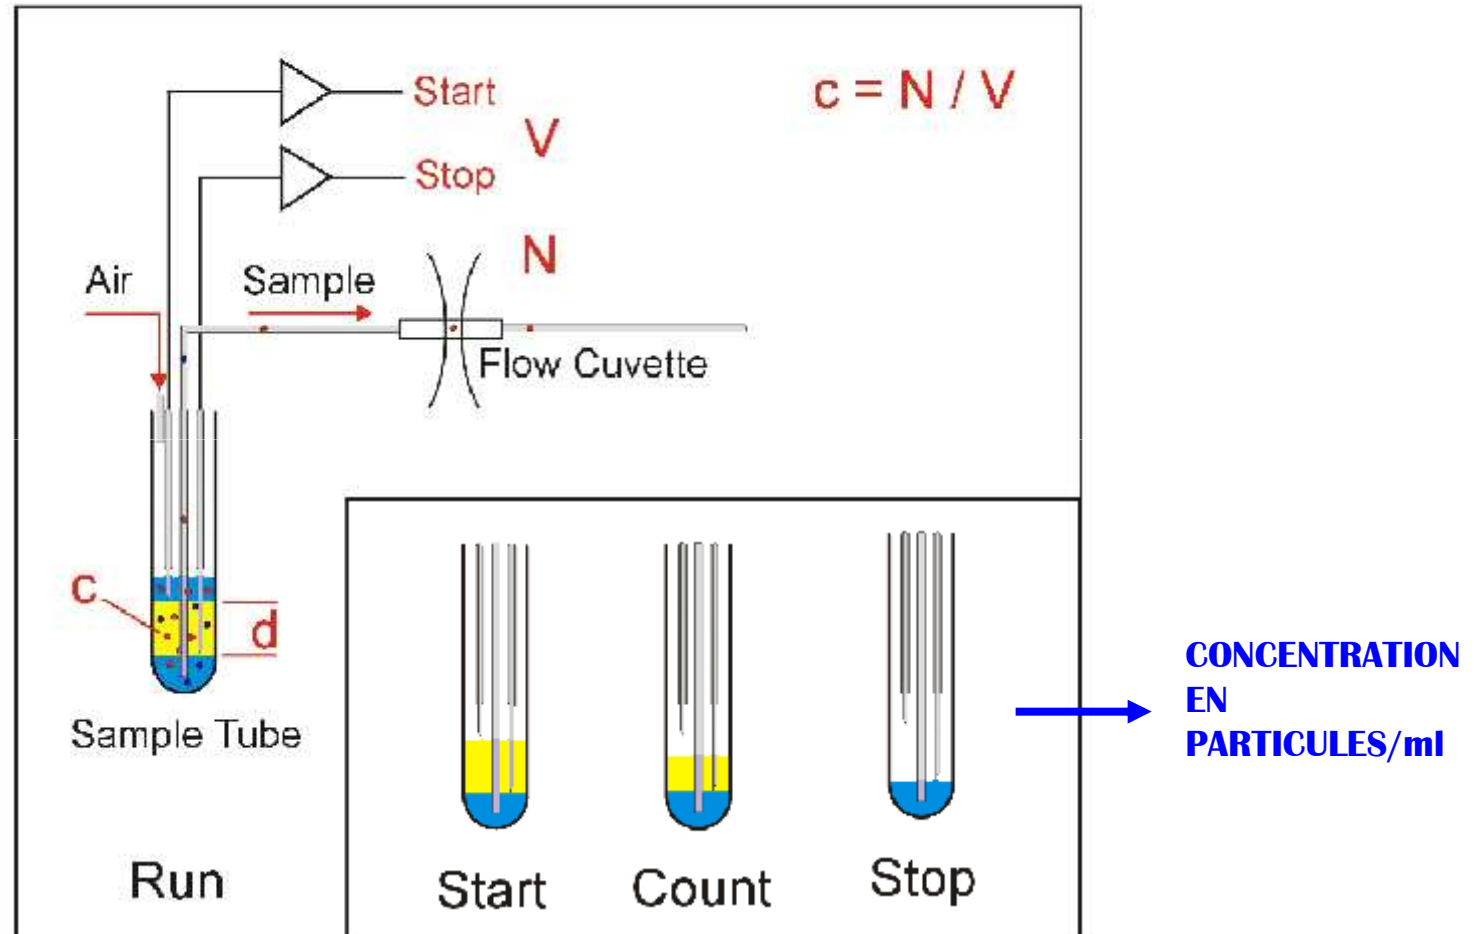 Start
c = N / V
V
Stop
N
Air
Sample
Flow Cuvette
c
d
Sample Tube
Run
Start
Count
Stop
CONCENTRATION
EN
PARTICULES/ml